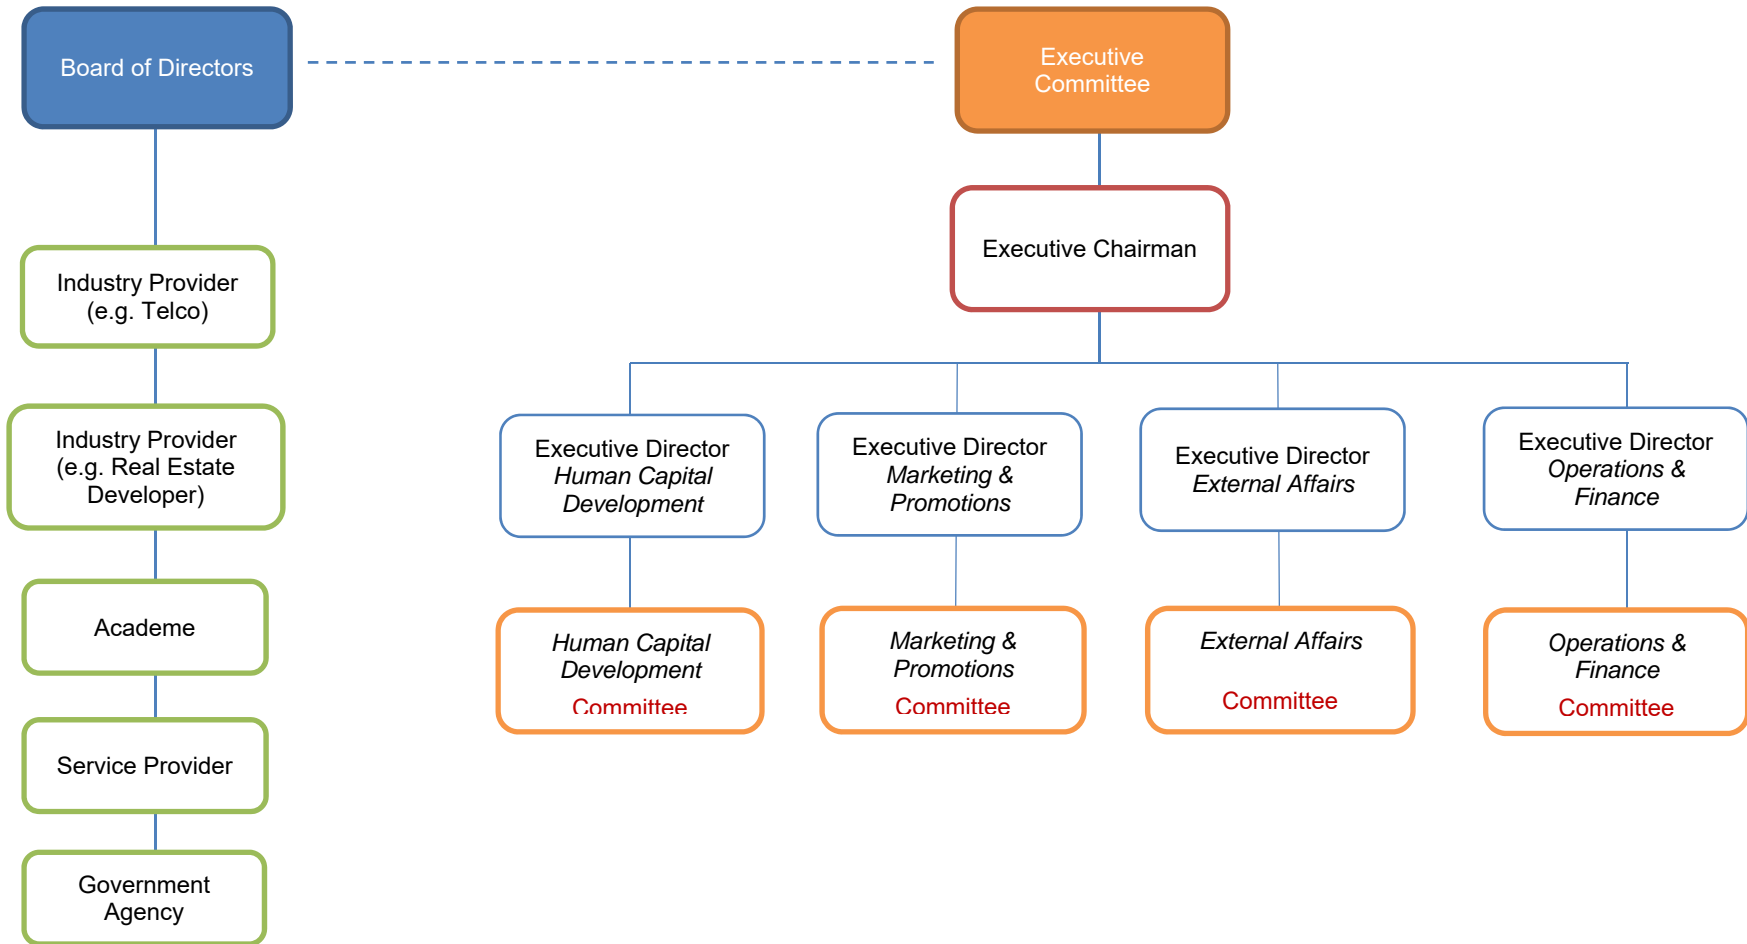 Board of Directors
Executive
Committee
Executive Chairman
Industry Provider
(e.g. Telco)
Industry Provider
(e.g. Real Estate
Developer)
Academe
Service Provider
Government
Agency
Executive Director
Human Capital
Development
Executive Director
Marketing &
Promotions
Executive Director
External Affairs
Executive Director
Operations &
Finance
Human Capital
Development
Committee
Marketing &
Promotions
Committee
External Affairs
Committee
Operations &
Finance
Committee